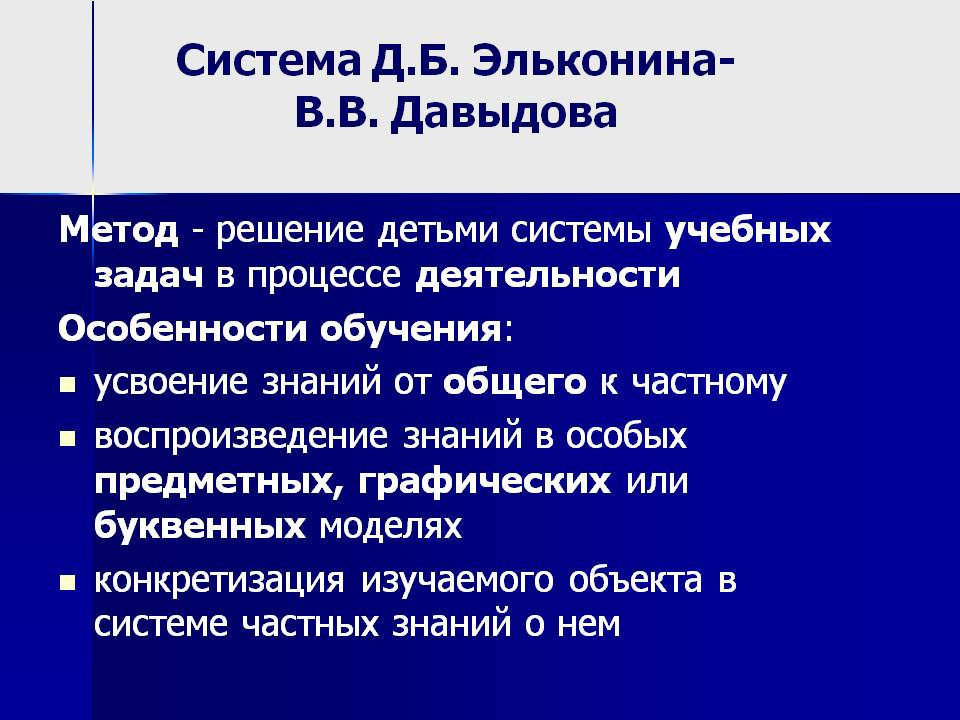 Система Д.Б. Эльконина-
В.В. Давыдова
Метод - решение детьми системы учебных
задач в процессе деятельности
Особенности обучения:
усвоение знаний от общего к частному
воспроизведение знаний в особых
предметных, графических или
буквенных моделях
конкретизация изучаемого объекта в
системе частных знаний о нем